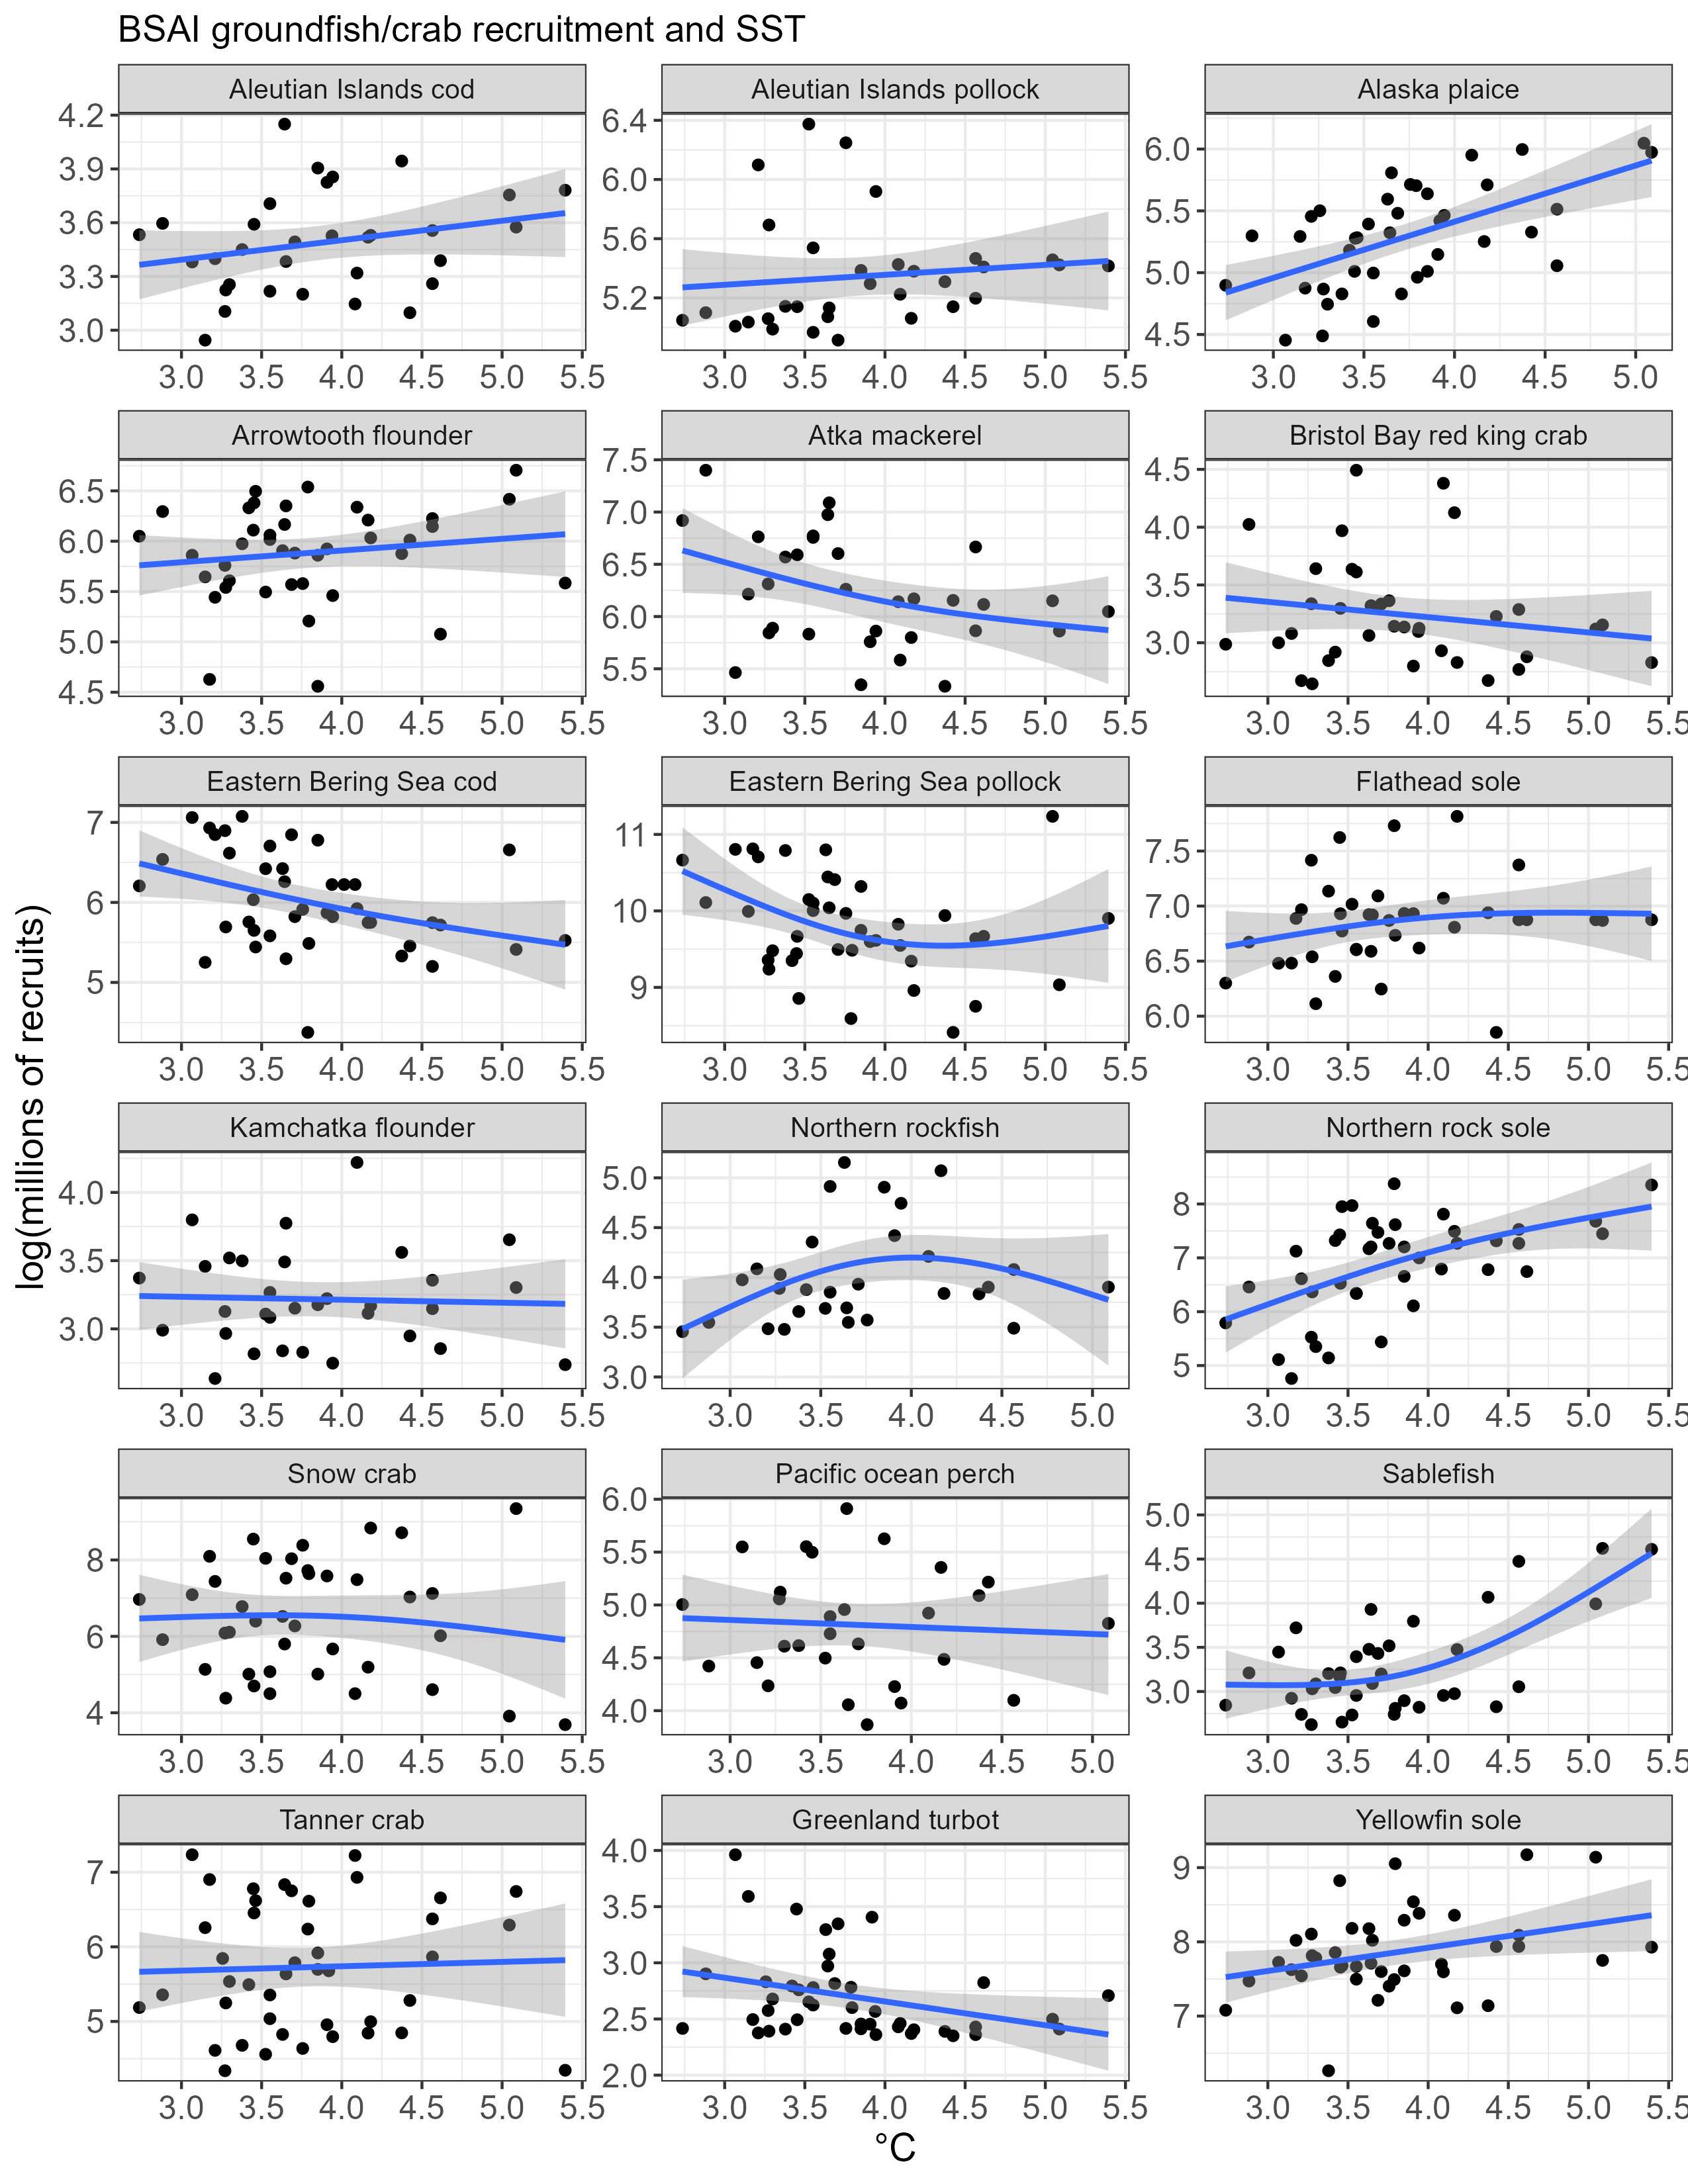 BSAI groundfish/crab recruitment and SST
Aleutian Islands cod
Aleutian Islands pollock
Alaska plaice
4.2
3.9
3.6
3.3
3.0
6.4
6.0
5.6
5.2
6.0
5.5
5.0
4.5
3.0 3.5 4.0 4.5 5.0 5.5
3.0 3.5 4.0 4.5 5.0 5.5
3.0 3.5 4.0 4.5 5.0
Arrowtooth flounder
Atka mackerel
Bristol Bay red king crab
6.5
6.0
5.5
5.0
4.5
7.5
7.0
6.5
6.0
5.5
4.5
4.0
3.5
3.0
3.0 3.5 4.0 4.5 5.0 5.5
3.0 3.5 4.0 4.5 5.0 5.5
3.0 3.5 4.0 4.5 5.0 5.5
Eastern Bering Sea cod
Eastern Bering Sea pollock
Flathead sole
7
6
5
11
10
9
7.5
7.0
6.5
6.0
3.0 3.5 4.0 4.5 5.0 5.5
3.0 3.5 4.0 4.5 5.0 5.5
3.0 3.5 4.0 4.5 5.0 5.5
log(millions of recruits)
Kamchatka flounder
Northern rockfish
Northern rock sole
4.0
3.5
3.0
5.0
4.5
4.0
3.5
3.0
8
7
6
5
3.0 3.5 4.0 4.5 5.0 5.5
3.0 3.5 4.0 4.5 5.0
3.0 3.5 4.0 4.5 5.0 5.5
Snow crab
Pacific ocean perch
Sablefish
8
6
4
6.0
5.5
5.0
4.5
4.0
5.0
4.5
4.0
3.5
3.0
3.0 3.5 4.0 4.5 5.0 5.5
3.0 3.5 4.0 4.5 5.0
3.0 3.5 4.0 4.5 5.0 5.5
Tanner crab
Greenland turbot
Yellowfin sole
7
6
5
4.0
3.5
3.0
2.5
2.0
9
8
7
3.0 3.5 4.0 4.5 5.0 5.5
3.0 3.5 4.0 4.5 5.0 5.5
3.0 3.5 4.0 4.5 5.0 5.5
°C